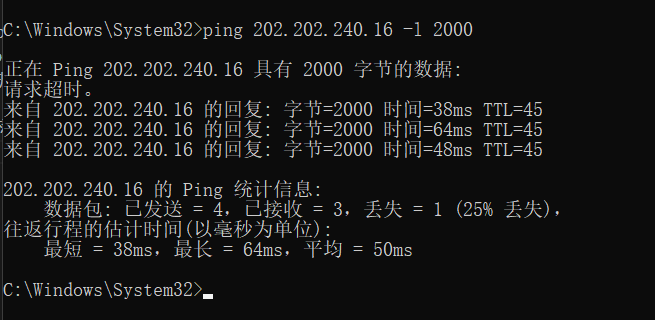 C:\Windows\System32>ping 202.202.240.16 -l 2000
正在 Ping 202.202.240.16 具有 2000 字节的数据:
请求超时。
来自 202.202.240.16 的回复: 字节=2000 时间=38ms TTL=45
来自 202.202.240.16 的回复: 字节=2000 时间=64ms TTL=45
来自 202.202.240.16 的回复: 字节=2000 时间=48ms TTL=45
202.202.240.16 的 Ping 统计信息:
数据包: 已发送 = 4，已接收 = 3，丢失 = 1 (25% 丢失)，
往返行程的估计时间(以毫秒为单位):
最短 = 38ms，最长 = 64ms，平均 = 50ms
C:\Windows\System32>